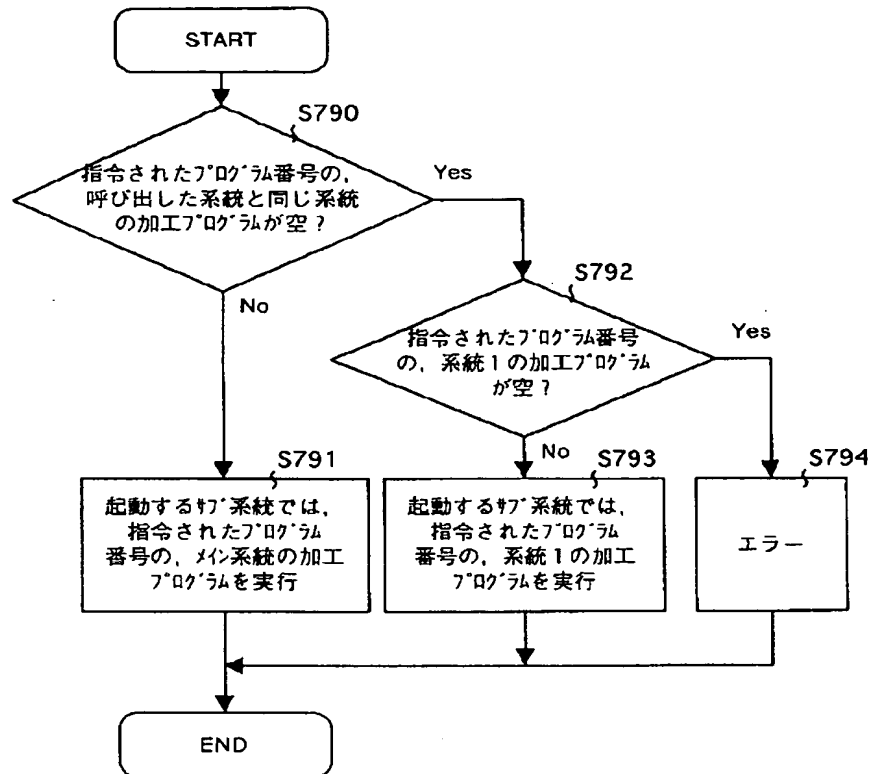 START
S790
指令されたﾌﾟﾛｸﾞﾗﾑ番号の,
呼び出した系統と同じ系統
の加工ﾌﾟﾛｸﾞﾗﾑが空？
Yes
No
S792
指令されたﾌﾟﾛｸﾞﾗﾑ番号
の, 系統1の加工ﾌﾟﾛｸﾞﾗﾑ
が空？
Yes
No
S791
起動するｻﾌﾞ系統では,
指令されたﾌﾟﾛｸﾞﾗﾑ
番号の, ﾒｲﾝ系統の加工
ﾌﾟﾛｸﾞﾗﾑを実行
S793
起動するｻﾌﾞ系統では,
指令されたﾌﾟﾛｸﾞﾗﾑ
番号の, 系統1の加工
ﾌﾟﾛｸﾞﾗﾑを実行
S794
エラー
END